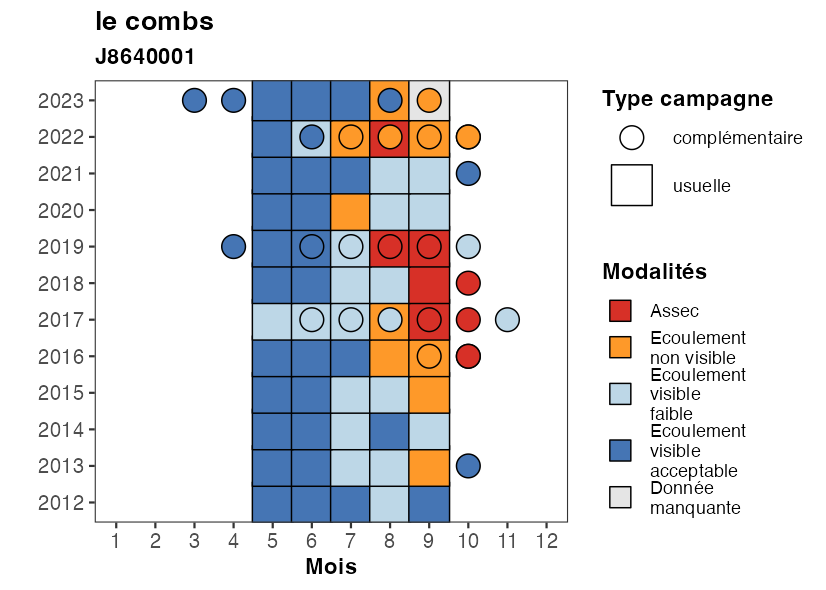 le combs
J8640001
2023
2022
2021
2020
2019
2018
2017
2016
2015
2014
2013
2012
1 2 3 4 5 6 7 8 9 10 11 12
Mois
Type campagne
complémentaire
usuelle
Modalités
Assec
Ecoulement
non visible
Ecoulement
visible
faible
Ecoulement
visible
acceptable
Donnée
manquante